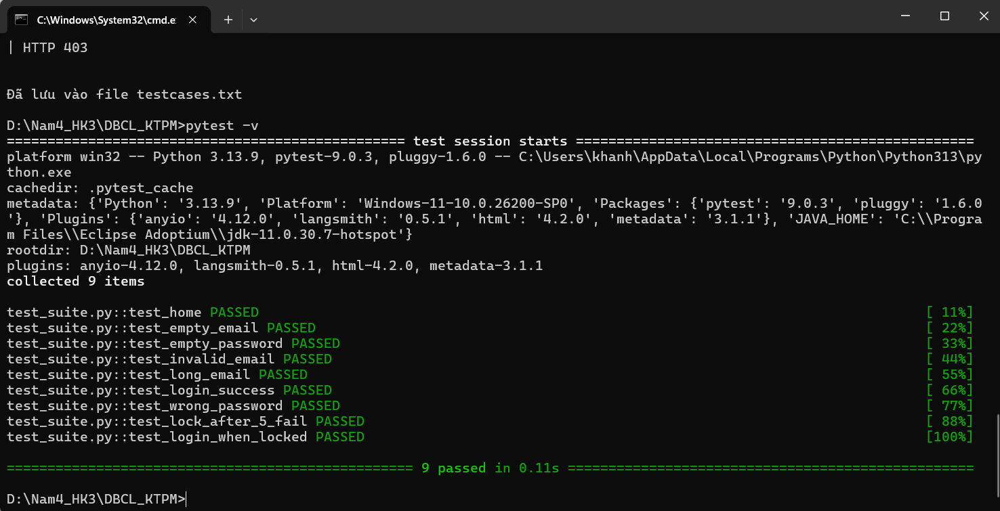 C:\Windows\System32\cmd.e
| HTTP 403
Đã lưu vào file testcases.txt
D:\Nam4_HK3\DBCL_KTPM>pytest -v
================================================= test session starts =================================================
platform win32 -- Python 3.13.9, pytest-9.0.3, pluggy-1.6.0 -- C:\Users\khanh\AppData\Local\Programs\Python\Python313\py
thon.exe
cachedir: .pytest_cache
metadata: {'Python': '3.13.9', 'Platform': 'Windows-11-10.0.26200-SP0', 'Packages': {'pytest': '9.0.3', 'pluggy': '1.6.0
'}, 'Plugins': {'anyio': '4.12.0', 'langsmith': '0.5.1', 'html': '4.2.0', 'metadata': '3.1.1'}, 'JAVA_HOME': 'C:\\Progra
m Files\\Eclipse Adoptium\\jdk-11.0.30.7-hotspot'}
rootdir: D:\Nam4_HK3\DBCL_KTPM
plugins: anyio-4.12.0, langsmith-0.5.1, html-4.2.0, metadata-3.1.1
collected 9 items
test_suite.py::test_home PASSED [ 11%]
test_suite.py::test_empty_email PASSED [ 22%]
test_suite.py::test_empty_password PASSED [ 33%]
test_suite.py::test_invalid_email PASSED [ 44%]
test_suite.py::test_long_email PASSED [ 55%]
test_suite.py::test_login_success PASSED [ 66%]
test_suite.py::test_wrong_password PASSED [ 77%]
test_suite.py::test_lock_after_5_fail PASSED [ 88%]
test_suite.py::test_login_when_locked PASSED [100%]
================================================== 9 passed in 0.11s ==================================================
D:\Nam4_HK3\DBCL_KTPM>